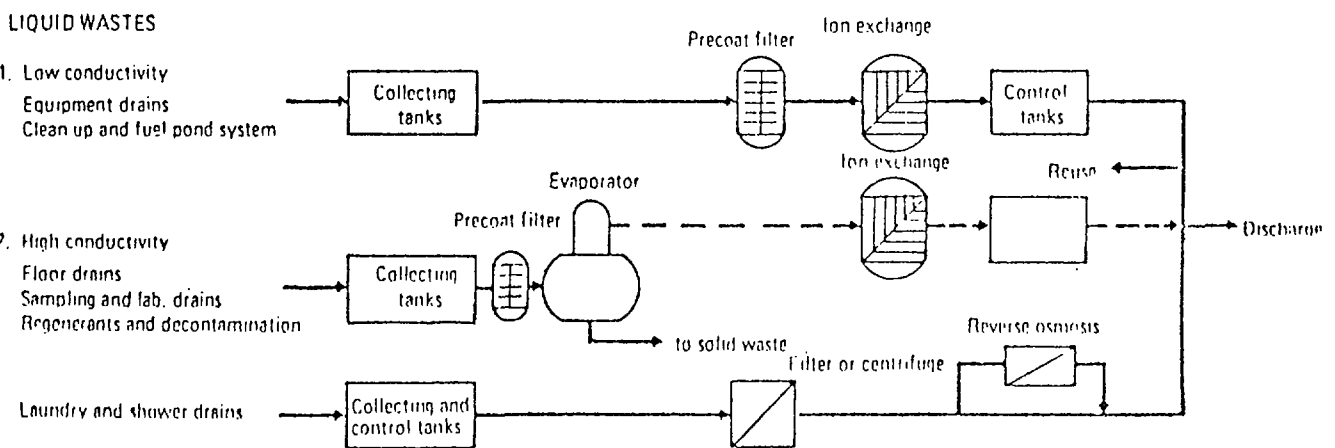 LIQUID WASTES
1. Low conductivity
Equipment drains
Clean up and fuel pond system
Collecting
tanks
Precoat filter
Ion exchange
Control
tanks
Reuse
Discharge
2. High conductivity
Floor drains
Sampling and lab. drains
Regenerants and decontamination
Collecting
tanks
Precoat filter
Evaporator
Ion exchange
to solid waste
Laundry and shower drains
Collecting and
control tanks
Filter or centrifuge
Reverse osmosis